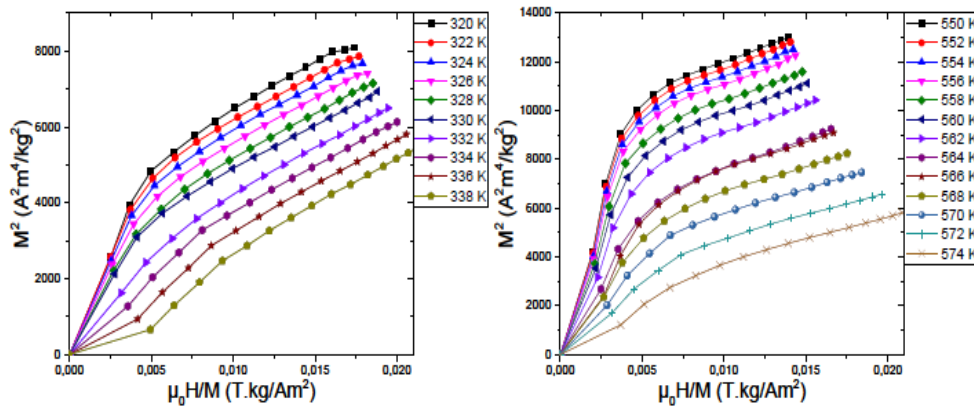 8000
6000
4000
2000
0
M² (A²m⁴/kg²)
0,000 0,005 0,010 0,015 0,020
μ₀H/M (T.kg/Am²)
320 K
322 K
324 K
326 K
328 K
330 K
332 K
334 K
336 K
338 K
14000
12000
10000
8000
6000
4000
2000
0
M² (A²m⁴/kg²)
0,000 0,005 0,010 0,015 0,020
μ₀H/M (T.kg/Am²)
550 K
552 K
554 K
556 K
558 K
560 K
562 K
564 K
566 K
568 K
570 K
572 K
574 K